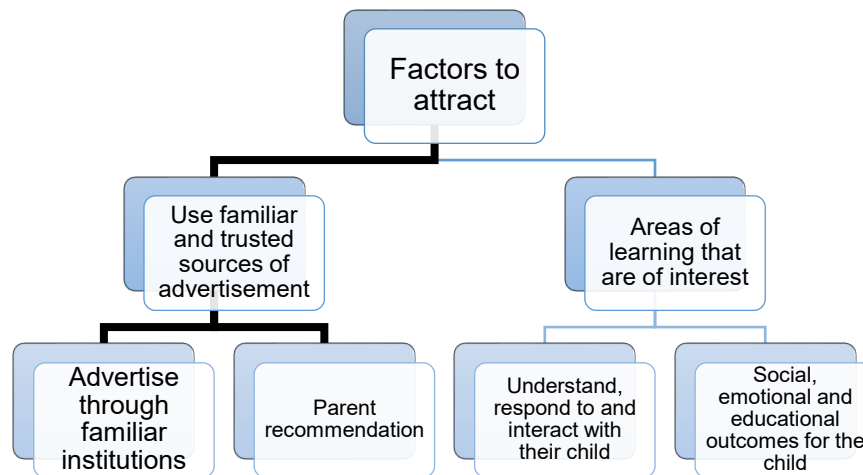 Factors to
attract
Use familiar
and trusted
sources of
advertisement
Areas of
learning that
are of interest
Advertise
through
familiar
institutions
Parent
recommendation
Understand,
respond to and
interact with
their child
Social,
emotional and
educational
outcomes for the
child